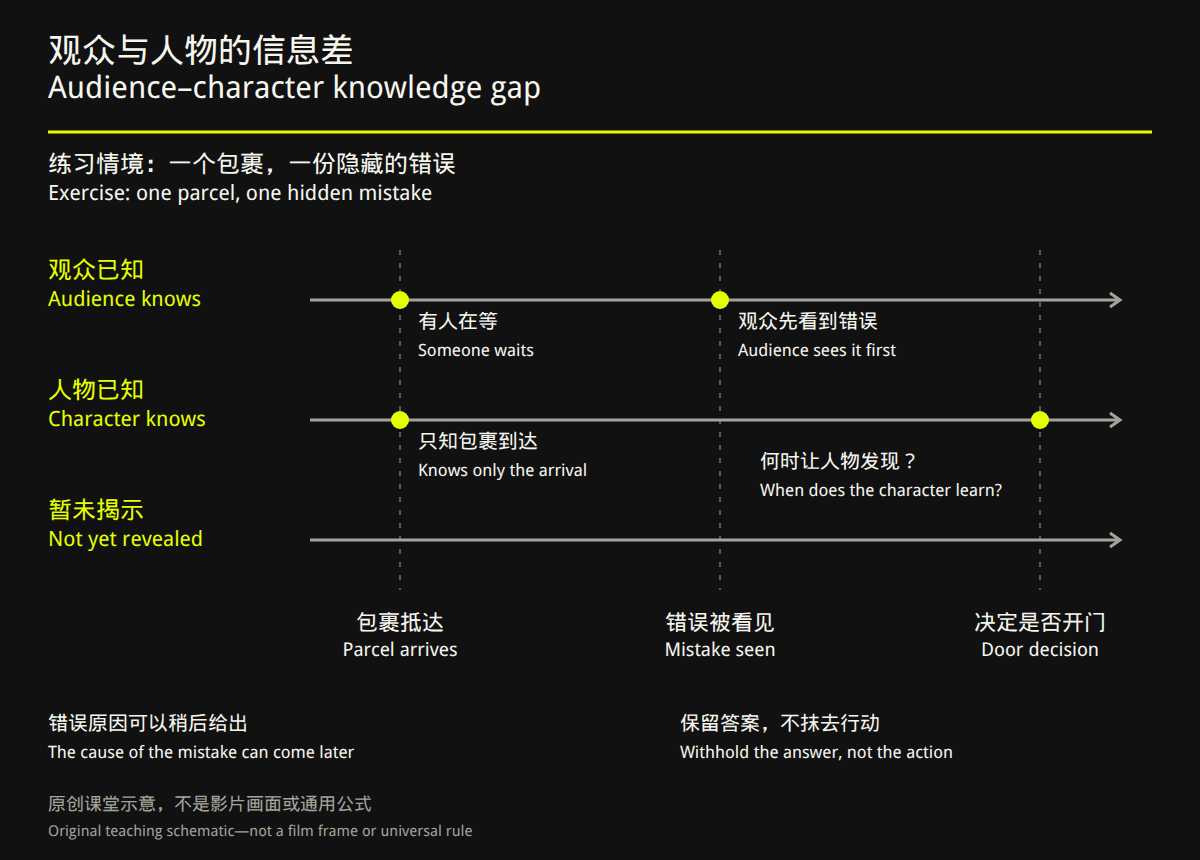 观众与人物的信息差
Audience–character knowledge gap
练习情境：一个包裹，一份隐藏的错误
Exercise: one parcel, one hidden mistake
观众已知
Audience knows
有人在等
Someone waits
观众先看到错误
Audience sees it first
人物已知
Character knows
只知包裹到达
Knows only the arrival
何时让人物发现？
When does the character learn?
暂未揭示
Not yet revealed
包裹抵达
Parcel arrives
错误被看见
Mistake seen
决定是否开门
Door decision
错误原因可以稍后给出
The cause of the mistake can come later
保留答案，不抹去行动
Withhold the answer, not the action
原创课堂示意，不是影片画面或通用公式
Original teaching schematic—not a film frame or universal rule